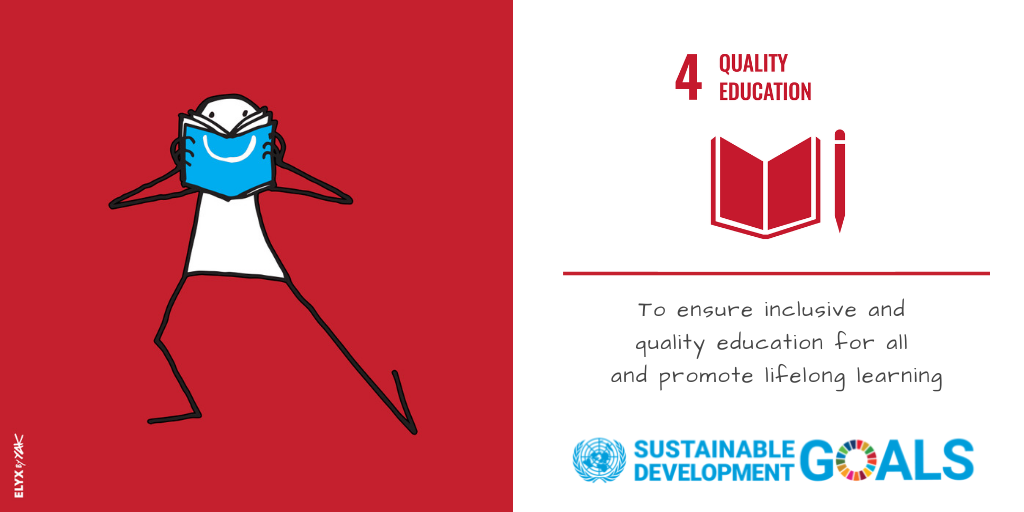 ELYX by YAK
4 QUALITY
EDUCATION
To ensure inclusive and
quality education for all
and promote lifelong learning
SUSTAINABLE
DEVELOPMENT
GOALS